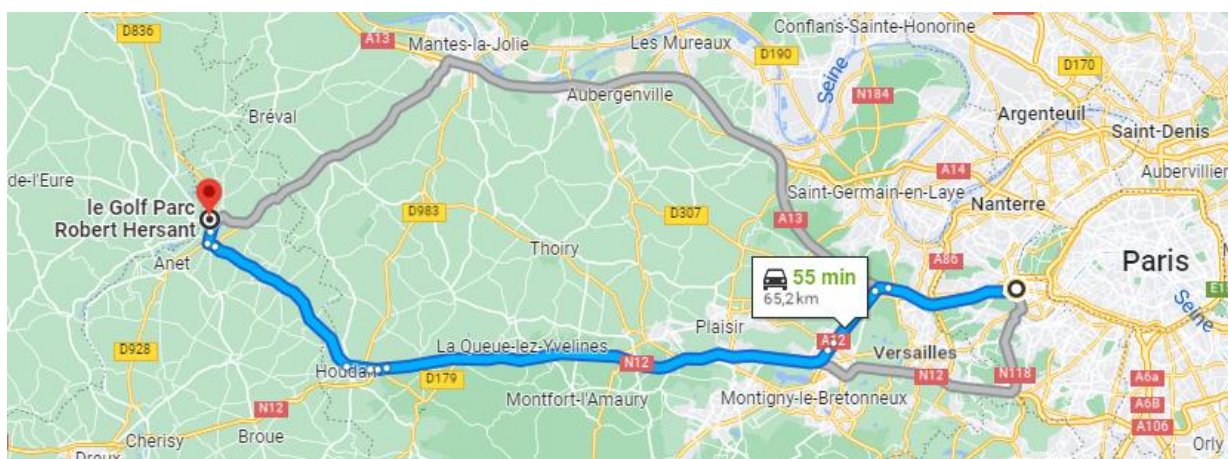 D836
A13
Mantes-la-Jolie
Les Mureaux
Conflans-Sainte-Honorine
D190
D170
Seine
N184
Aubergenville
Bréval
Argenteuil
Saint-Denis
A14
Aubervillier
de-l'Eure
Saint-Germain-en-Laye
Nanterre
le Golf Parc
Robert Hersant
D983
D307
A13
A86
Paris
Anet
Thoiry
55 min
65,2 km
E1
Seine
Plaisir
D928
La Queue-lez-Yvelines
N12
A12
Versailles
Houdan
D179
N12
N118
A6a
Montfort-l'Amaury
Montigny-le-Bretonneux
N12
A6B
Cherisy
Broue
A106
Dreux
Orly